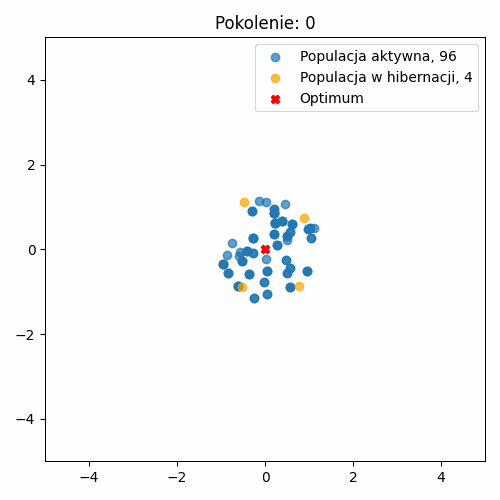 Pokolenie: 0
Populacja aktywna, 96
Populacja w hibernacji, 4
Optimum
4
2
0
−2
−4
−4 −2 0 2 4